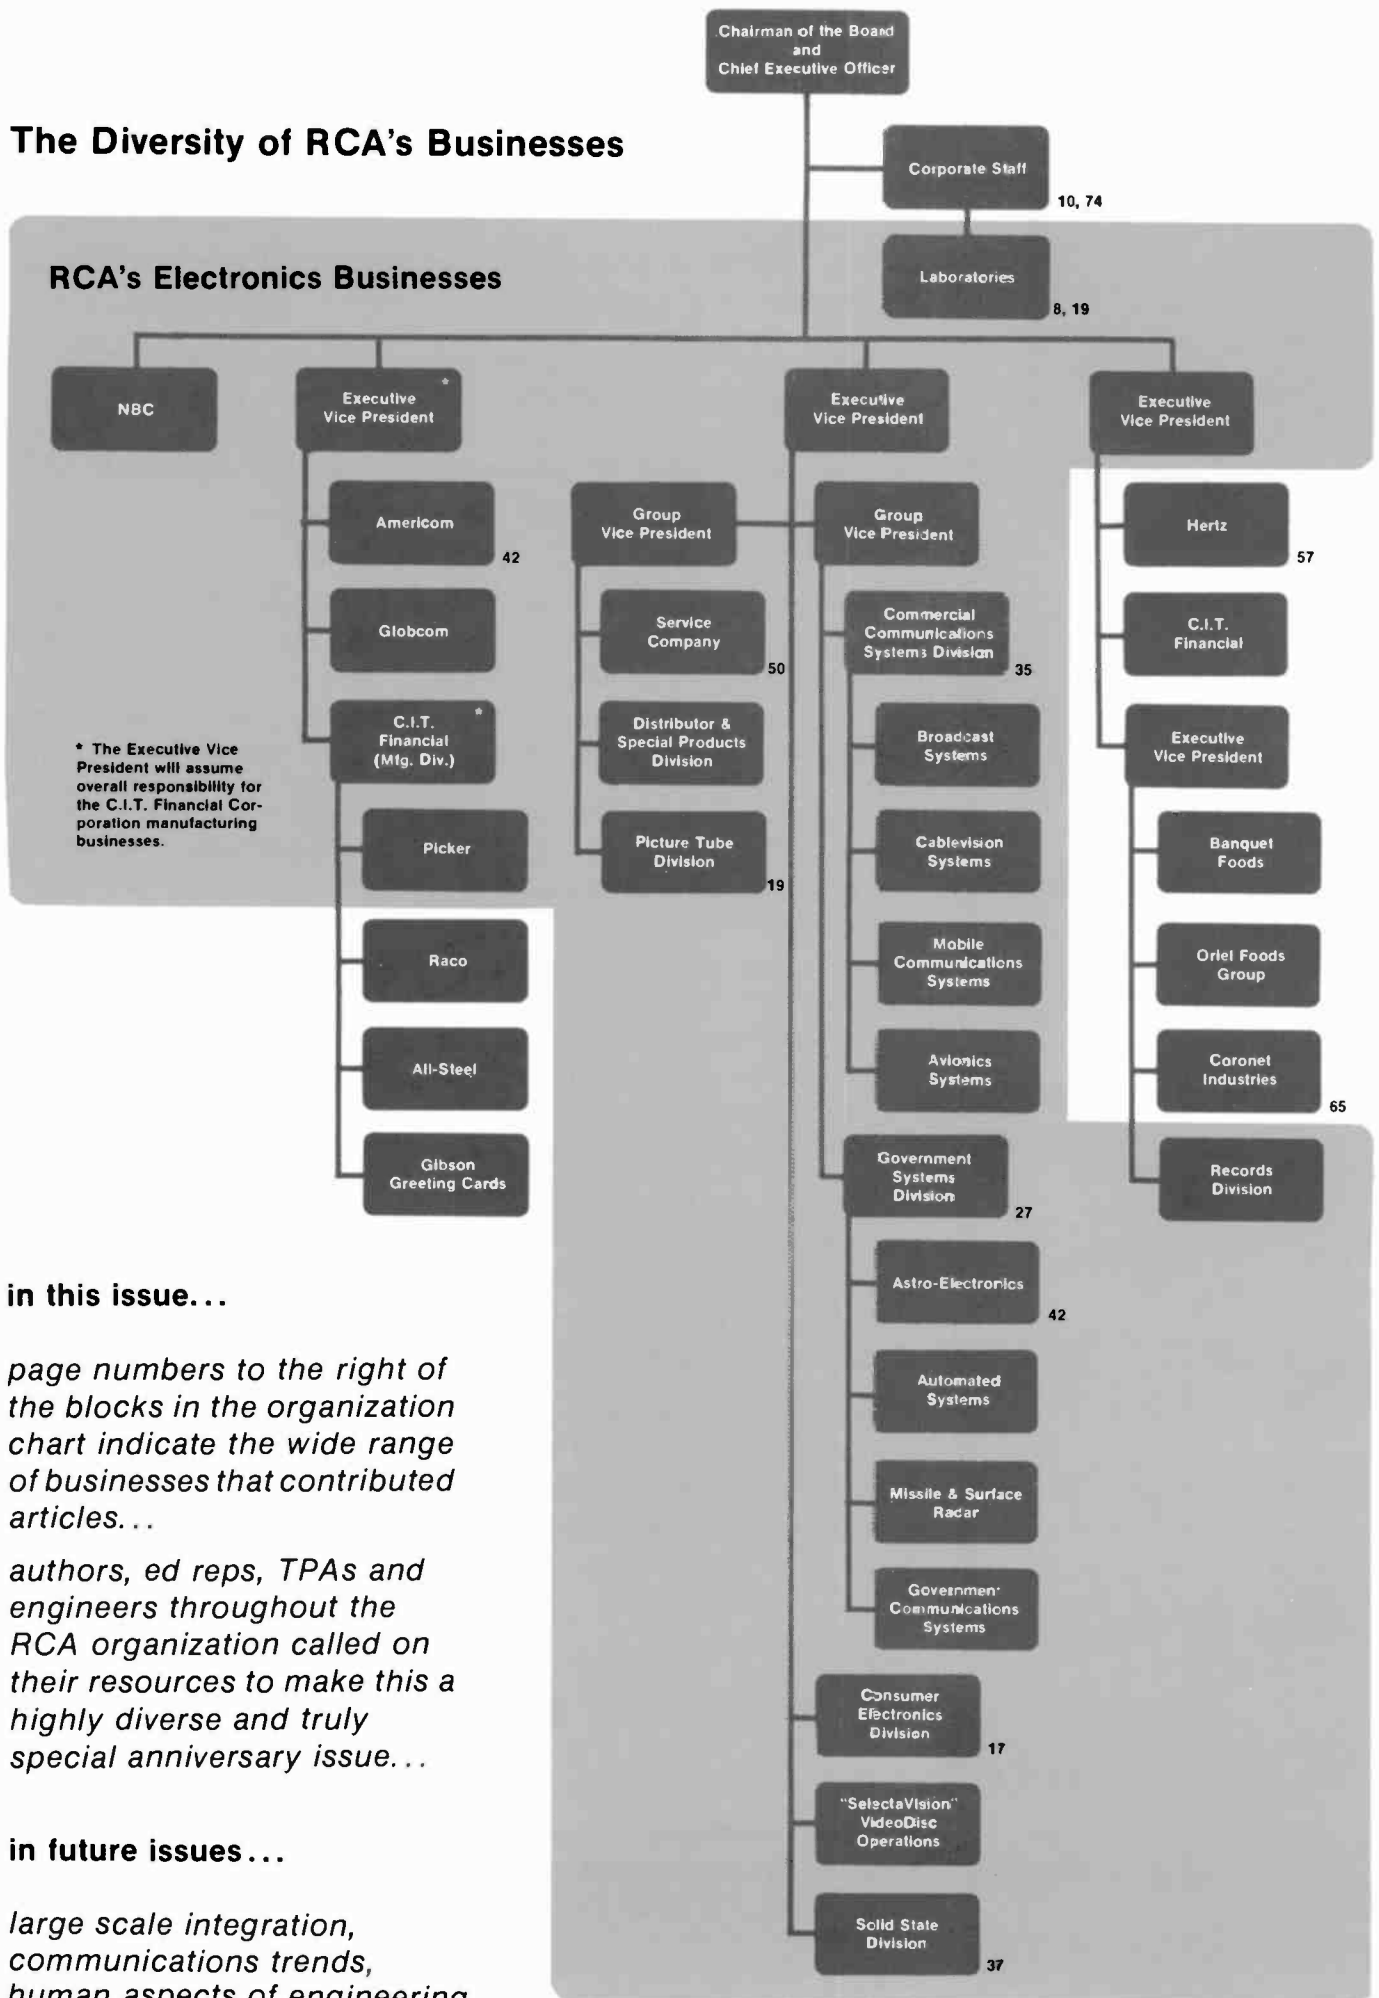 Chairman of the Board
and
Chief Executive Officer
The Diversity of RCA's Businesses
Corporate Staff
10, 74
RCA's Electronics Businesses
Laboratories
8, 19
NBC
Executive *
Vice President
Executive
Vice President
Executive
Vice President
Americom
42
Globcom
C.I.T. *
Financial
(Mfg. Div.)
* The Executive Vice
President will assume
overall responsibility for
the C.I.T. Financial Cor-
poration manufacturing
businesses.
Picker
Raco
All-Steel
Gibson
Greeting Cards
Group
Vice President
Service
Company
50
Distributor &
Special Products
Division
Picture Tube
Division
19
Group
Vice President
Commercial
Communications
Systems Division
35
Broadcast
Systems
Cablevision
Systems
Mobile
Communications
Systems
Avionics
Systems
Government
Systems
Division
27
Astro-Electronics
42
Automated
Systems
Missile & Surface
Radar
Government
Communications
Systems
Consumer
Electronics
Division
17
"SelectaVision"
VideoDisc
Operations
Solid State
Division
37
Hertz
57
C.I.T.
Financial
Executive
Vice President
Banquet
Foods
Oriel Foods
Group
Coronet
Industries
65
Records
Division
in this issue...
page numbers to the right of
the blocks in the organization
chart indicate the wide range
of businesses that contributed
articles...
authors, ed reps, TPAs and
engineers throughout the
RCA organization called on
their resources to make this a
highly diverse and truly
special anniversary issue...
in future issues...
large scale integration,
communications trends,
human aspects of engineering